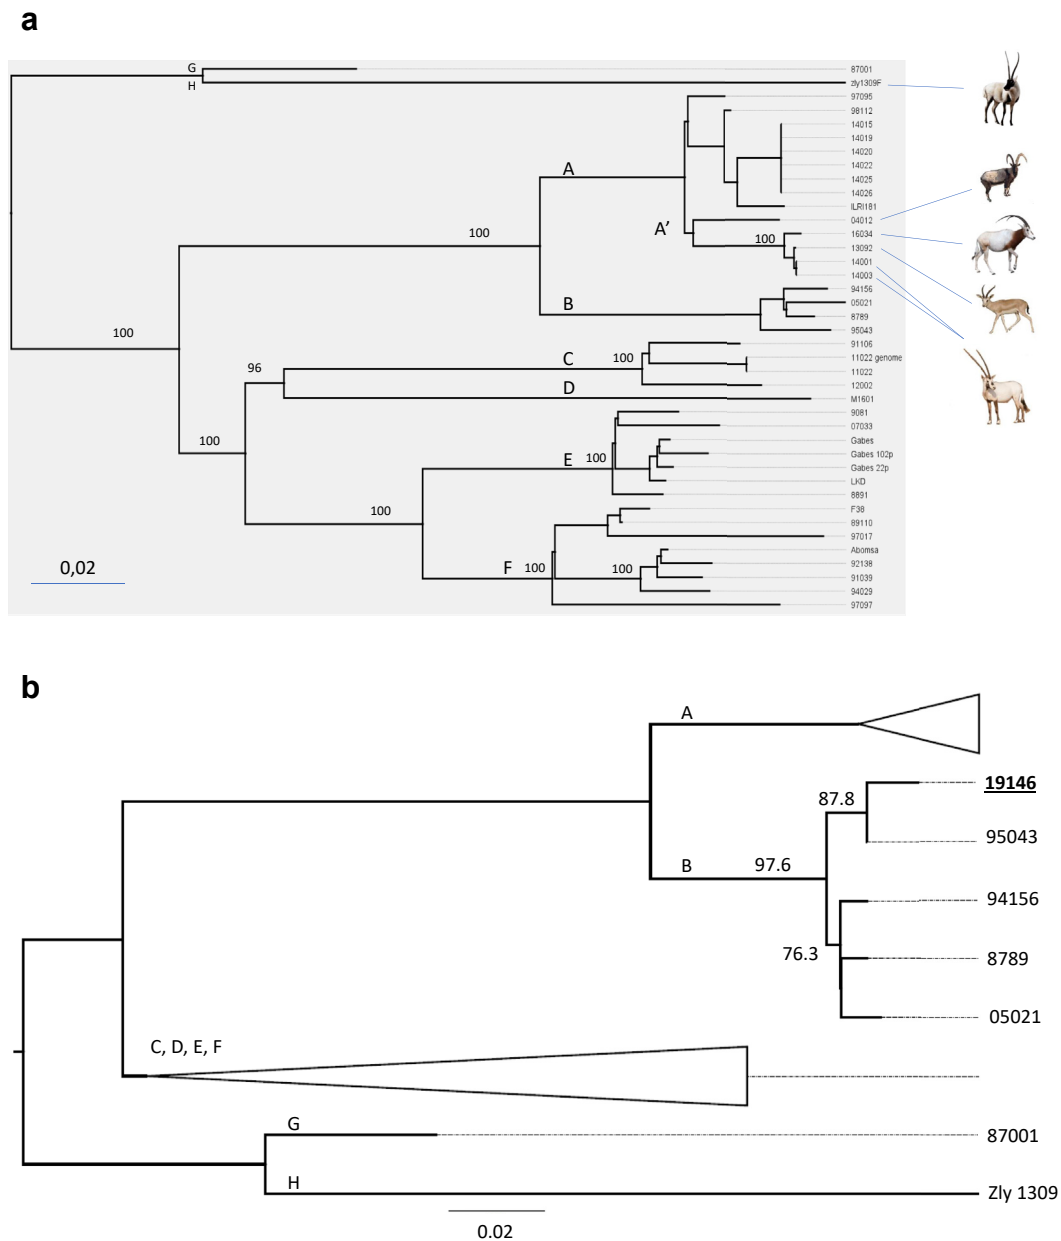 a
G
87001
H
zly1309F
97095
98112
14015
14019
14020
14022
14025
14026
ILRI181
A
A'
04012
100
16034
100
13092
14001
14003
94156
B
05021
8789
95043
100
91106
96
C
100
11022 genome
11022
12002
D
M1601
9081
07033
100
Gabes
E
100
Gabes 102p
Gabes 22p
LKD
8891
100
F38
89110
97017
Abomsa
0,02
F
100
100
92138
91039
94029
97097
b
A
19146
87.8
95043
B
97.6
94156
76.3
8789
05021
C, D, E, F
G
87001
H
Zly 1309
0.02